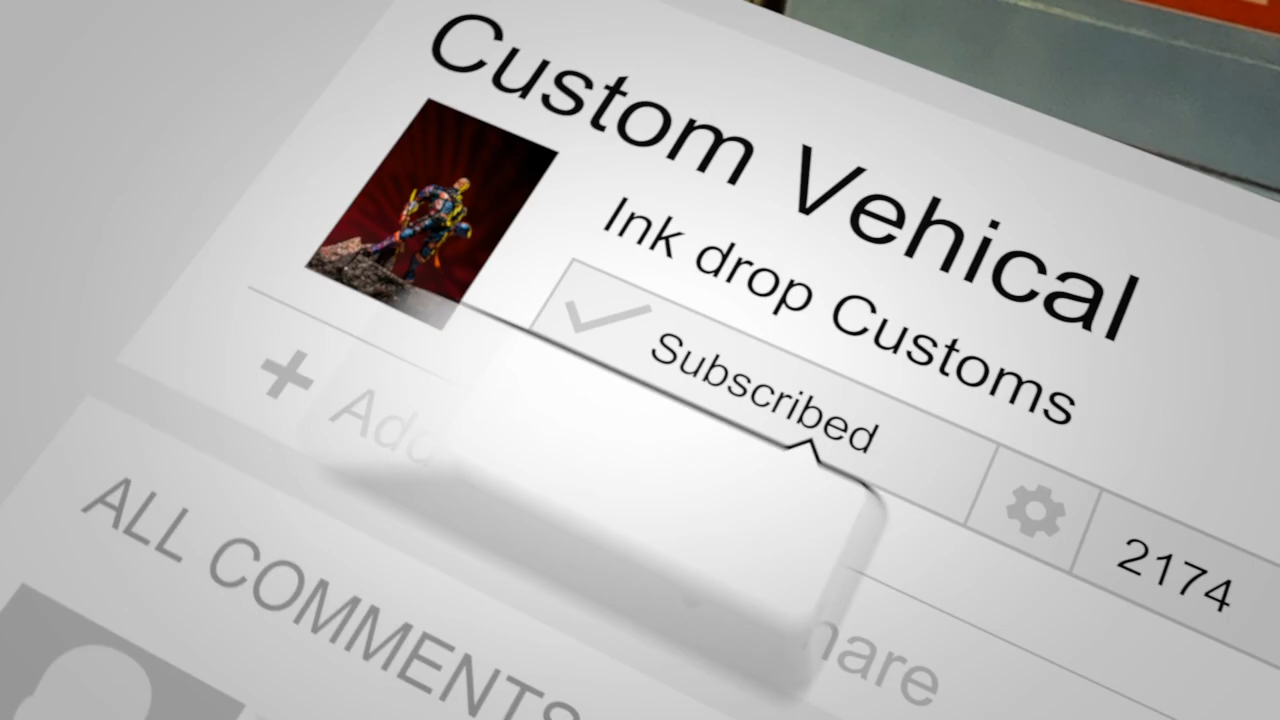 Custom Vehical
Ink drop Customs
Subscribed
2174
ALL COMMENTS